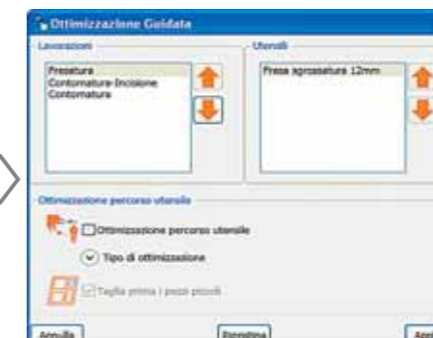 Ottimizzazione Guidata
Lavorazioni
Utensili
Fresatura
Contornatura-Incisione
Contornatura
Fresa sgrossatura 12mm
Ottimizzazione percorso utensile
Ottimizzazione percorso utensile
Tipo di ottimizzazione
Taglia prima i pezzi piccoli
Annulla
Ripristina